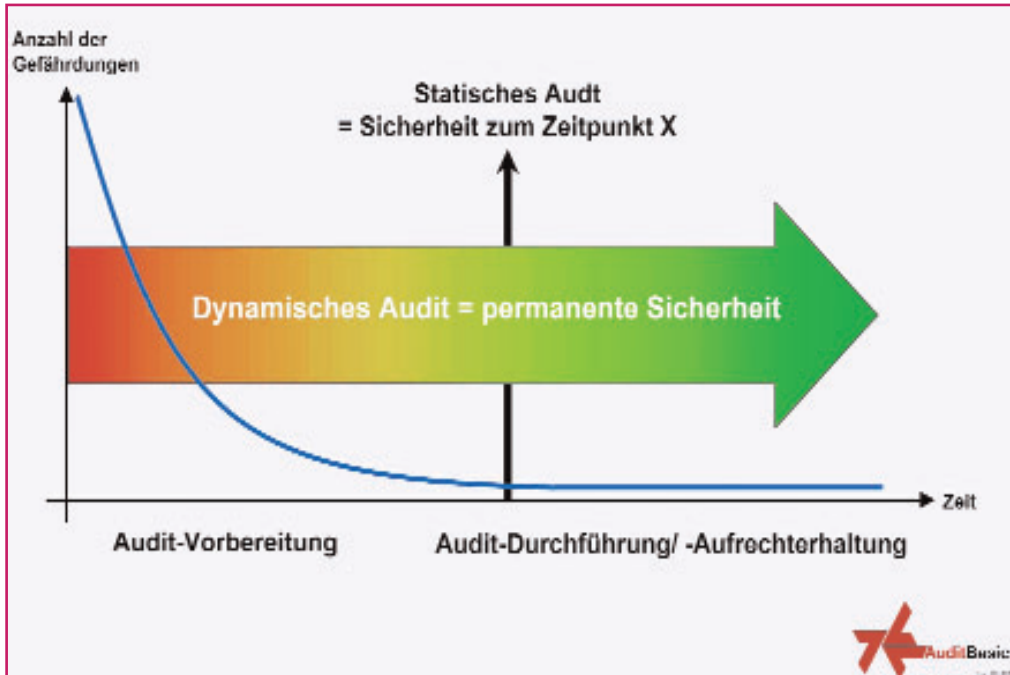 Anzahl der
Gefährdungen
Statisches Audt
= Sicherheit zum Zeitpunkt X
Dynamisches Audit = permanente Sicherheit
Zeit
Audit-Vorbereitung
Audit-Durchführung/ -Aufrechterhaltung
AuditBasic